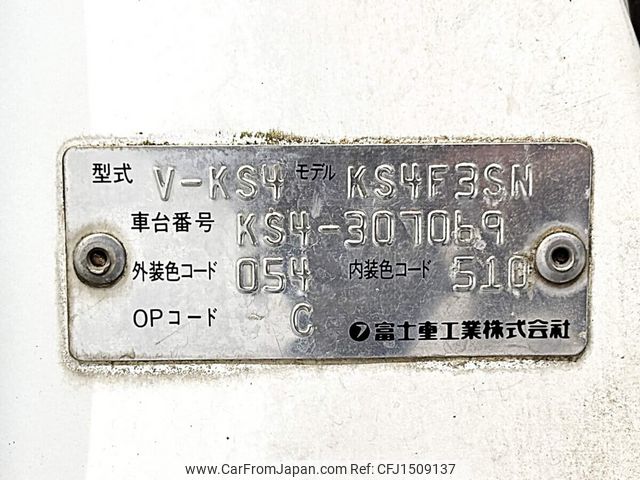 型式 V-KS4 モデル KS4F3SN
車台番号 KS4-307069
外装色コード 054 内装色コード 510
OPコード C 富士重工業株式会社
www.CarFromJapan.com | CFJ1509137